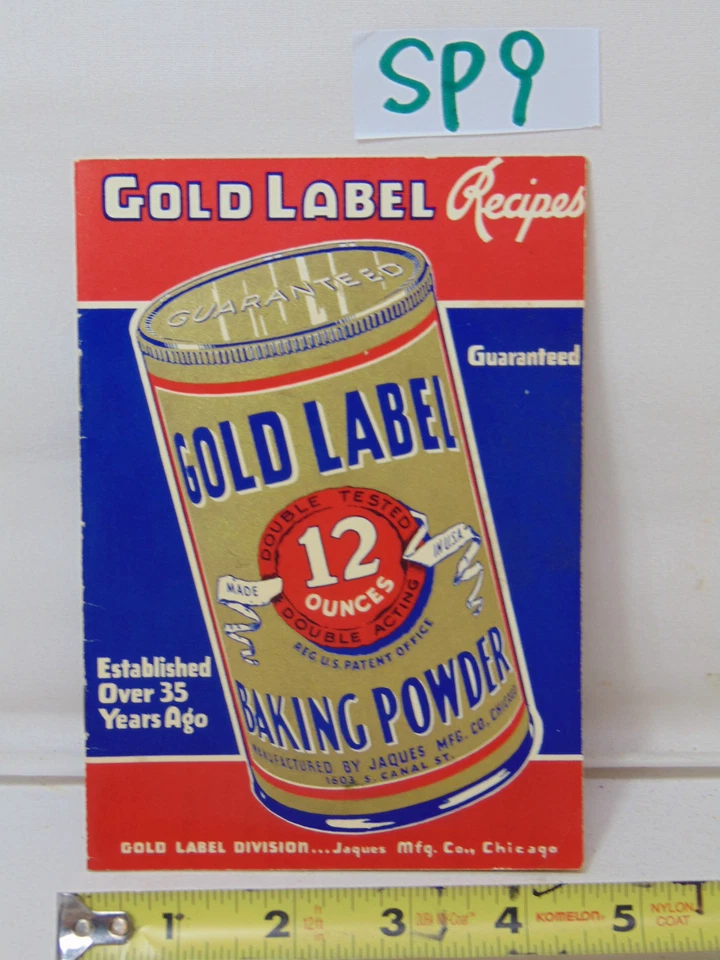 SP9
GOLD LABEL Recipes
GUARANTEED
Guaranteed
GOLD LABEL
DOUBLE TESTED
12
OUNCES
DOUBLE ACTING
MADE
IN U.S.A.
REG. U.S. PATENT OFFICE
BAKING POWDER
MANUFACTURED BY JAQUES MFG. CO. CHICAGO
1603 S. CANAL ST.
Established
Over 35
Years Ago
GOLD LABEL DIVISION... Jaques Mfg. Co., Chicago
1 2 3 4 5
ft
12ft
KOMELON
NYLON
COAT